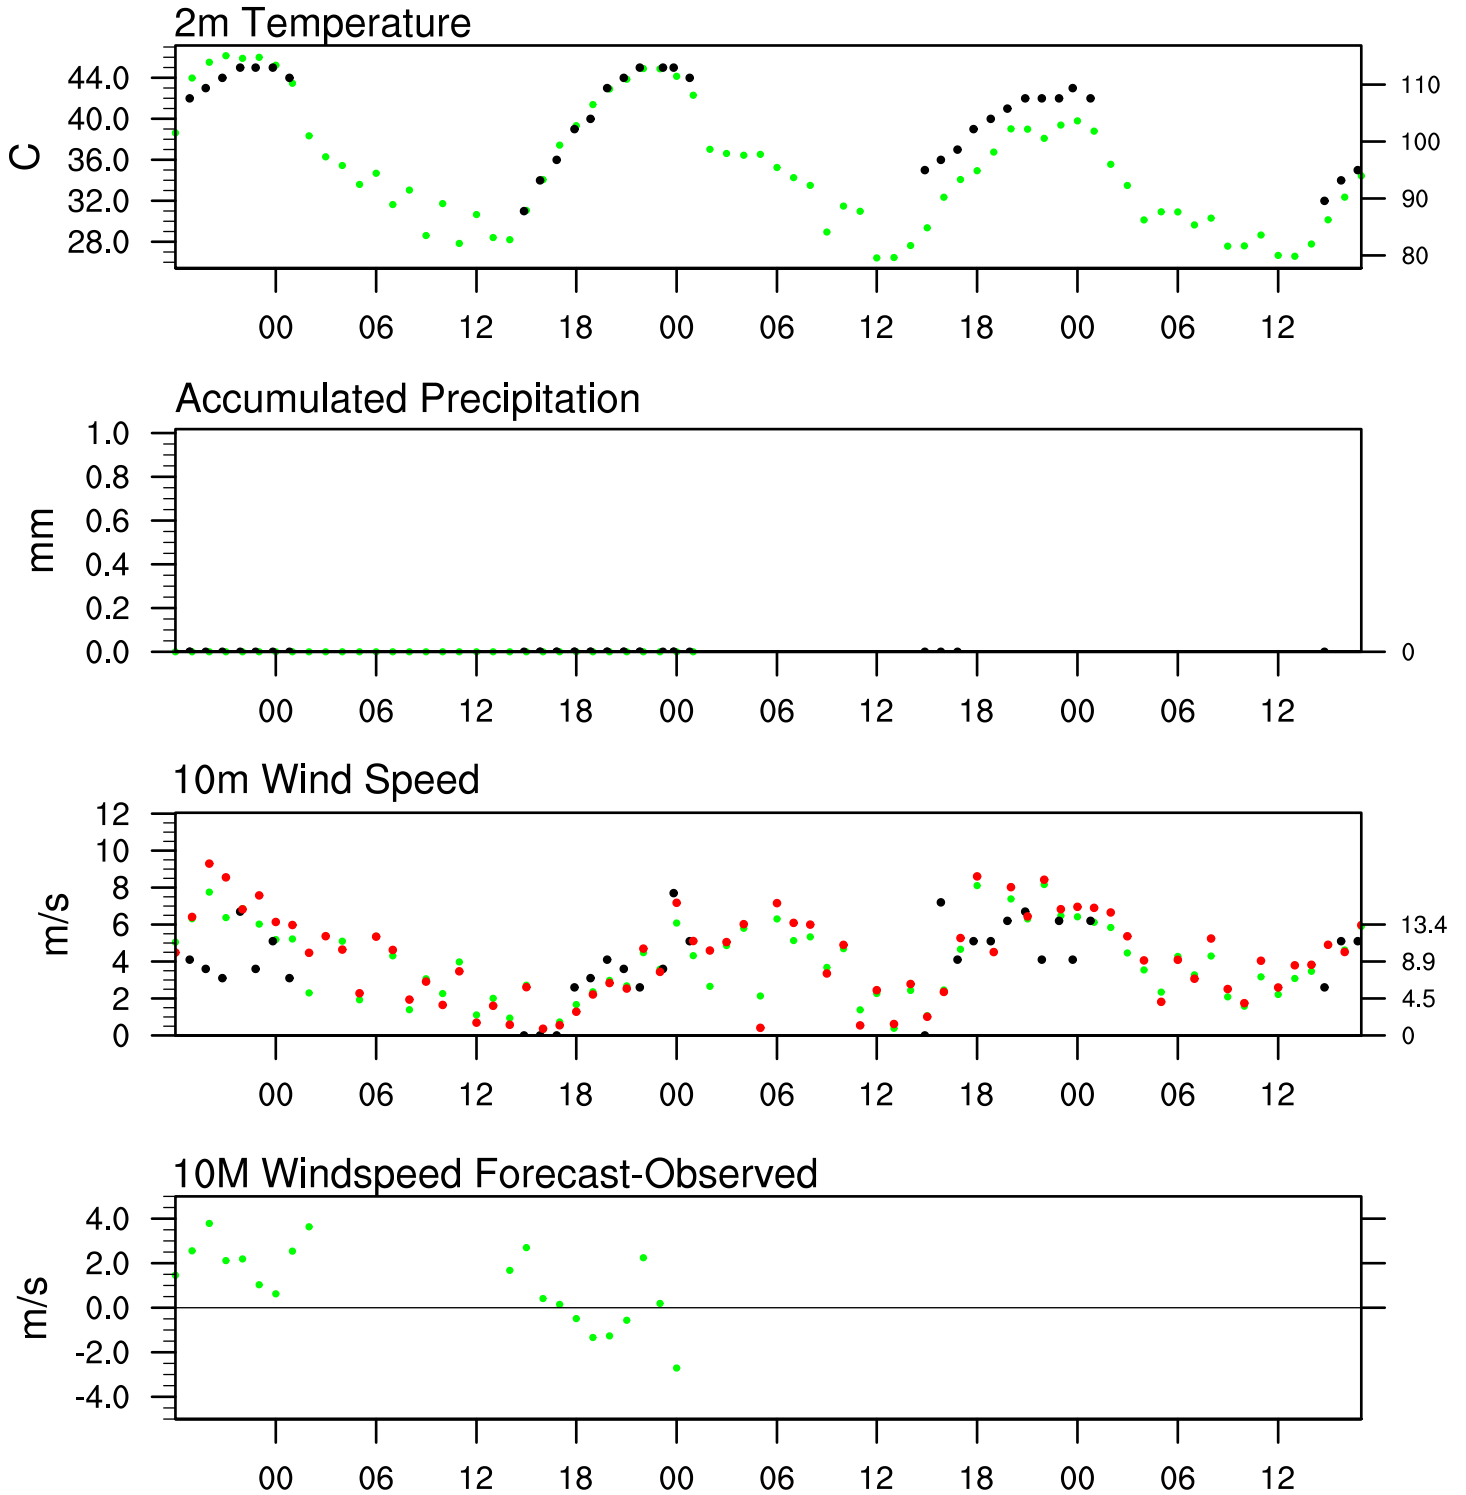 2m Temperature
44.0
40.0
36.0
32.0
28.0
C
110
100
90
80
00 06 12 18 00 06 12 18 00 06 12
Accumulated Precipitation
1.0
0.8
0.6
0.4
0.2
0.0
mm
0
00 06 12 18 00 06 12 18 00 06 12
10m Wind Speed
12
10
8
6
4
2
0
m/s
13.4
8.9
4.5
0
00 06 12 18 00 06 12 18 00 06 12
10M Windspeed Forecast-Observed
4.0
2.0
0.0
-2.0
-4.0
m/s
00 06 12 18 00 06 12 18 00 06 12